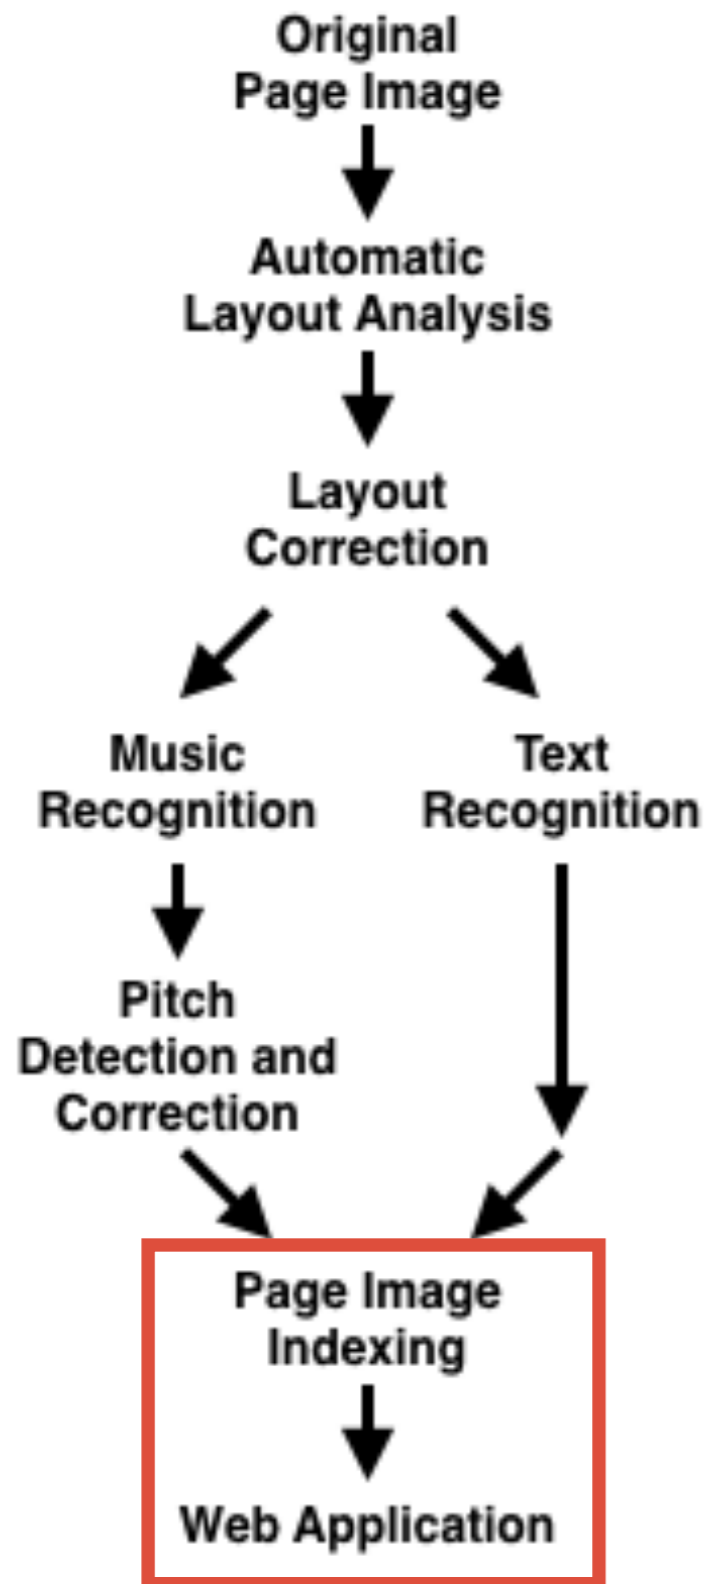 Original
Page Image
Automatic
Layout Analysis
Layout
Correction
Music
Recognition
Text
Recognition
Pitch
Detection and
Correction
Page Image
Indexing
Web Application